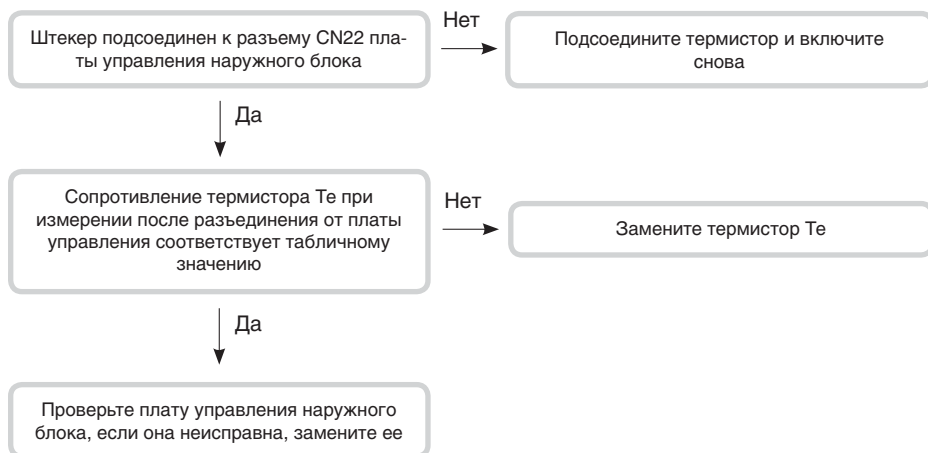 Штекер подсоединен к разъему CN22 пла-
ты управления наружного блока
Нет
Подсоедините термистор и включите
снова
Да
Сопротивление термистора Te при
измерении после разъединения от платы
управления соответствует табличному
значению
Нет
Замените термистор Te
Да
Проверьте плату управления наружного
блока, если она неисправна, замените ее